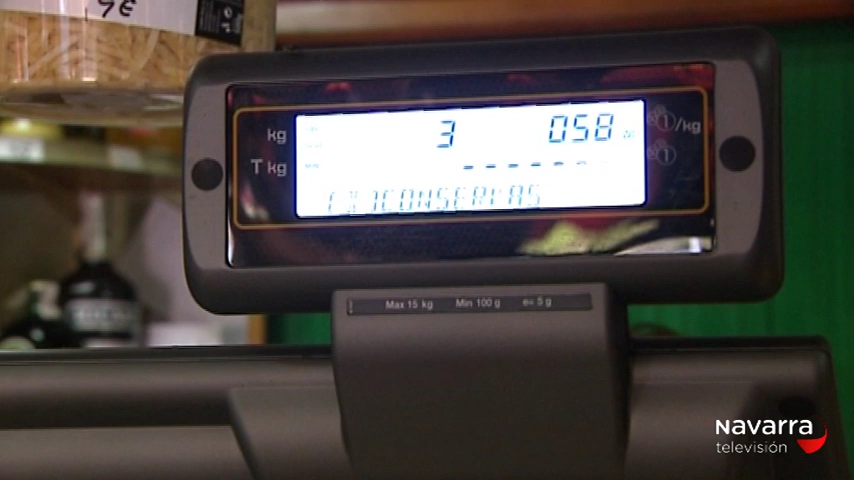 9€
kg 3 058 /kg
T kg -------
( X )CONSERVAS
Max 15 kg Min 100 g e= 5 g
Navarra
televisión